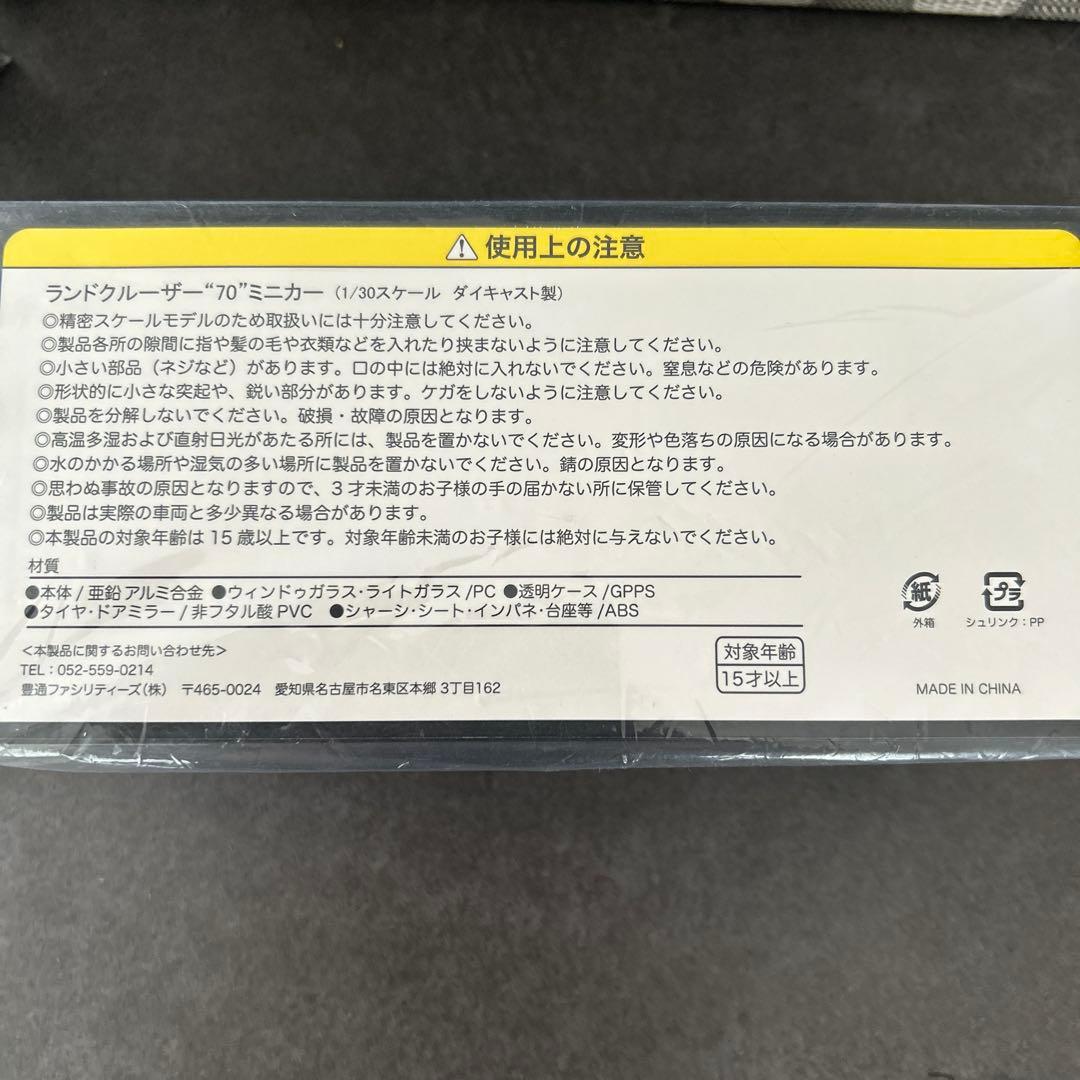 使用上の注意
ランドクルーザー“70”ミニカー（1/30スケール ダイキャスト製）
◎精密スケールモデルのため取扱いには十分注意してください。
◎製品各所の隙間に指や髪の毛や衣類などを入れたり挟まないように注意してください。
◎小さい部品（ネジなど）があります。口の中には絶対に入れないでください。窒息などの危険があります。
◎形状的に小さな突起や、鋭い部分があります。ケガをしないように注意してください。
◎製品を分解しないでください。破損・故障の原因となります。
◎高温多湿および直射日光があたる所には、製品を置かないでください。変形や色落ちの原因になる場合があります。
◎水のかかる場所や湿気の多い場所に製品を置かないでください。錆の原因となります。
◎思わぬ事故の原因となりますので、3才未満のお子様の手の届かない所に保管してください。
◎製品は実際の車両と多少異なる場合があります。
◎本製品の対象年齢は15歳以上です。対象年齢未満のお子様には絶対に与えないでください。
材質
●本体/亜鉛アルミ合金 ●ウィンドゥガラス・ライトガラス/PC ●透明ケース/GPPS
●タイヤ・ドアミラー/非フタル酸PVC ●シャーシ・シート・インパネ・台座等/ABS
紙
外箱
プラ
シュリンク：PP
<本製品に関するお問い合わせ先>
TEL：052-559-0214
豊通ファシリティーズ（株） 〒465-0024 愛知県名古屋市名東区本郷3丁目162
対象年齢
15才以上
MADE IN CHINA